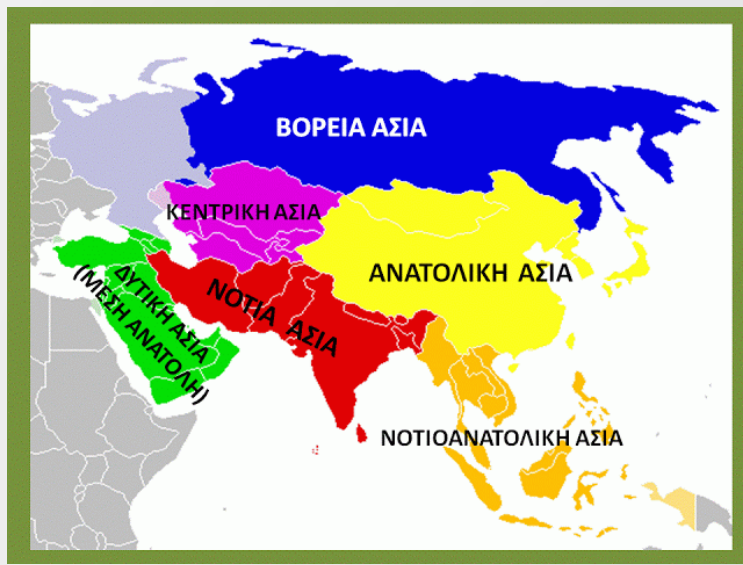 ΒΟΡΕΙΑ ΑΣΙΑ
ΚΕΝΤΡΙΚΗ ΑΣΙΑ
ΑΝΑΤΟΛΙΚΗ ΑΣΙΑ
ΔΥΤΙΚΗ ΑΣΙΑ
(ΜΕΣΗ ΑΝΑΤΟΛΗ)
ΝΟΤΙΑ ΑΣΙΑ
ΝΟΤΙΟΑΝΑΤΟΛΙΚΗ ΑΣΙΑ